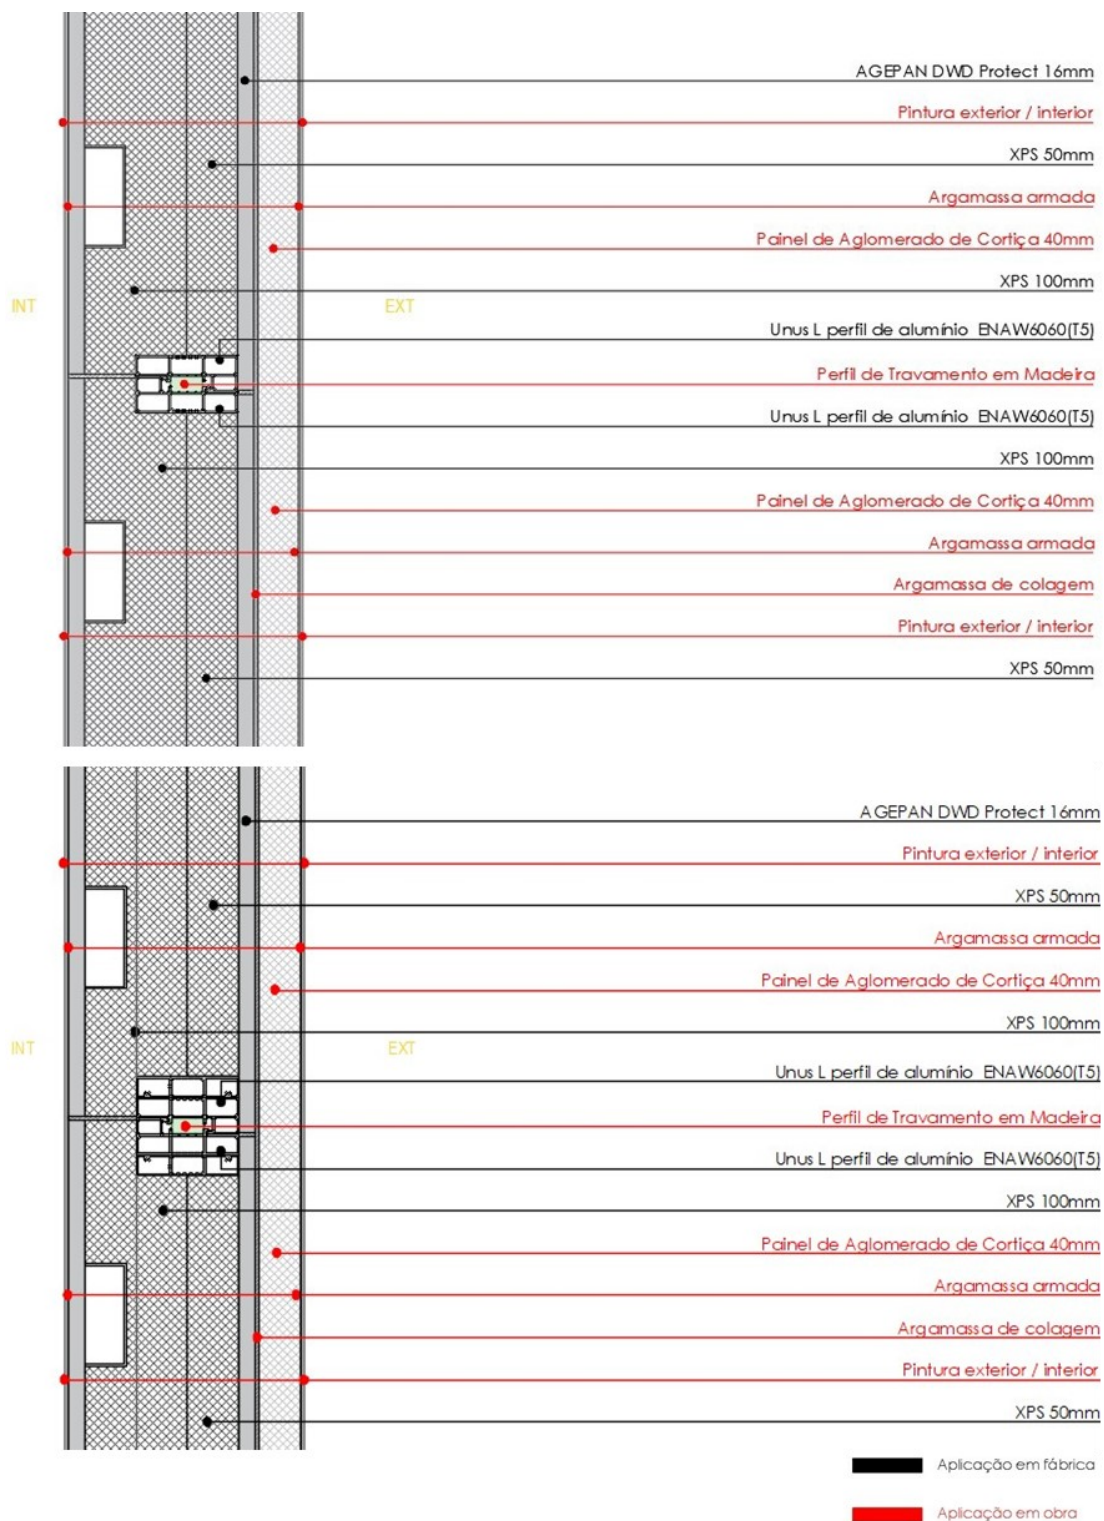 AGEPAN DWD Protect 16mm
Pintura exterior / interior
XPS 50mm
Argamassa armada
Painel de Aglomerado de Cortiça 40mm
XPS 100mm
INT
EXT
Unus L perfil de alumínio ENAW6060(T5)
Perfil de Travamento em Madeira
Unus L perfil de alumínio ENAW6060(T5)
XPS 100mm
Painel de Aglomerado de Cortiça 40mm
Argamassa armada
Argamassa de colagem
Pintura exterior / interior
XPS 50mm
AGEPAN DWD Protect 16mm
Pintura exterior / interior
XPS 50mm
Argamassa armada
Painel de Aglomerado de Cortiça 40mm
XPS 100mm
INT
EXT
Unus L perfil de alumínio ENAW6060(T5)
Perfil de Travamento em Madeira
Unus L perfil de alumínio ENAW6060(T5)
XPS 100mm
Painel de Aglomerado de Cortiça 40mm
Argamassa armada
Argamassa de colagem
Pintura exterior / interior
XPS 50mm
Aplicação em fábrica
Aplicação em obra